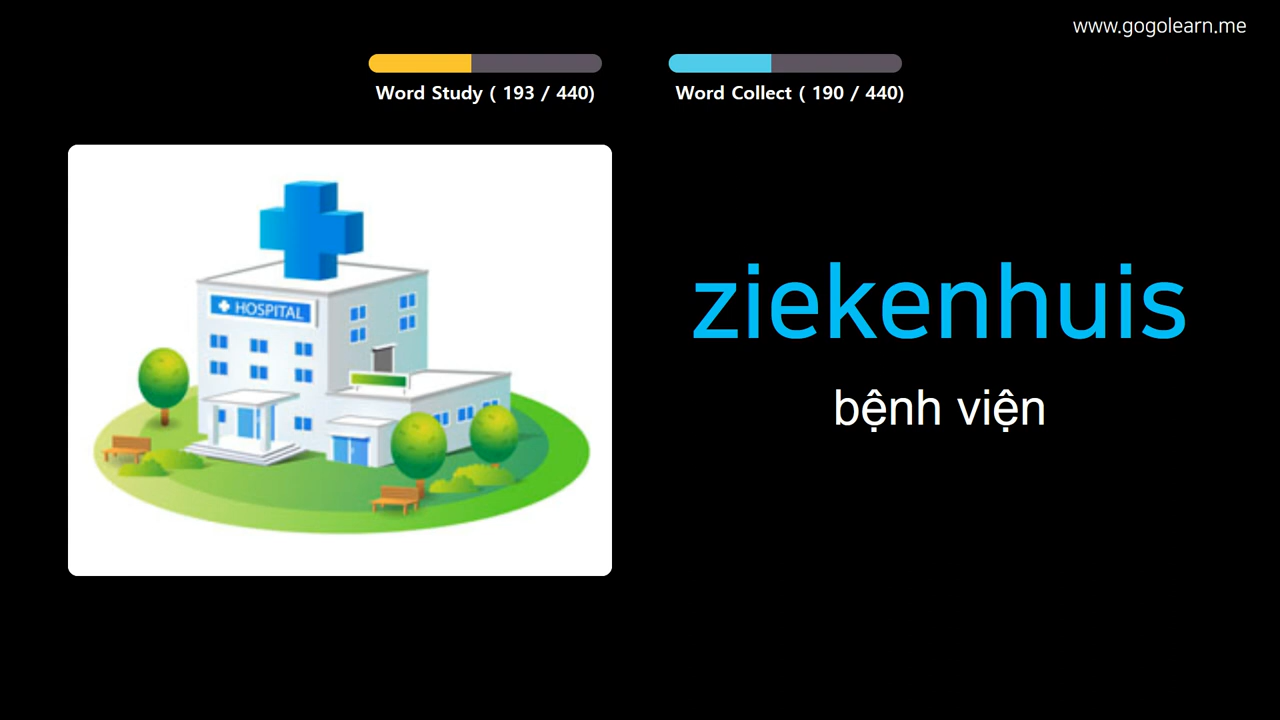 www.gogolearn.me
Word Study ( 193 / 440)
Word Collect ( 190 / 440)
HOSPITAL
ziekenhuis
bệnh viện